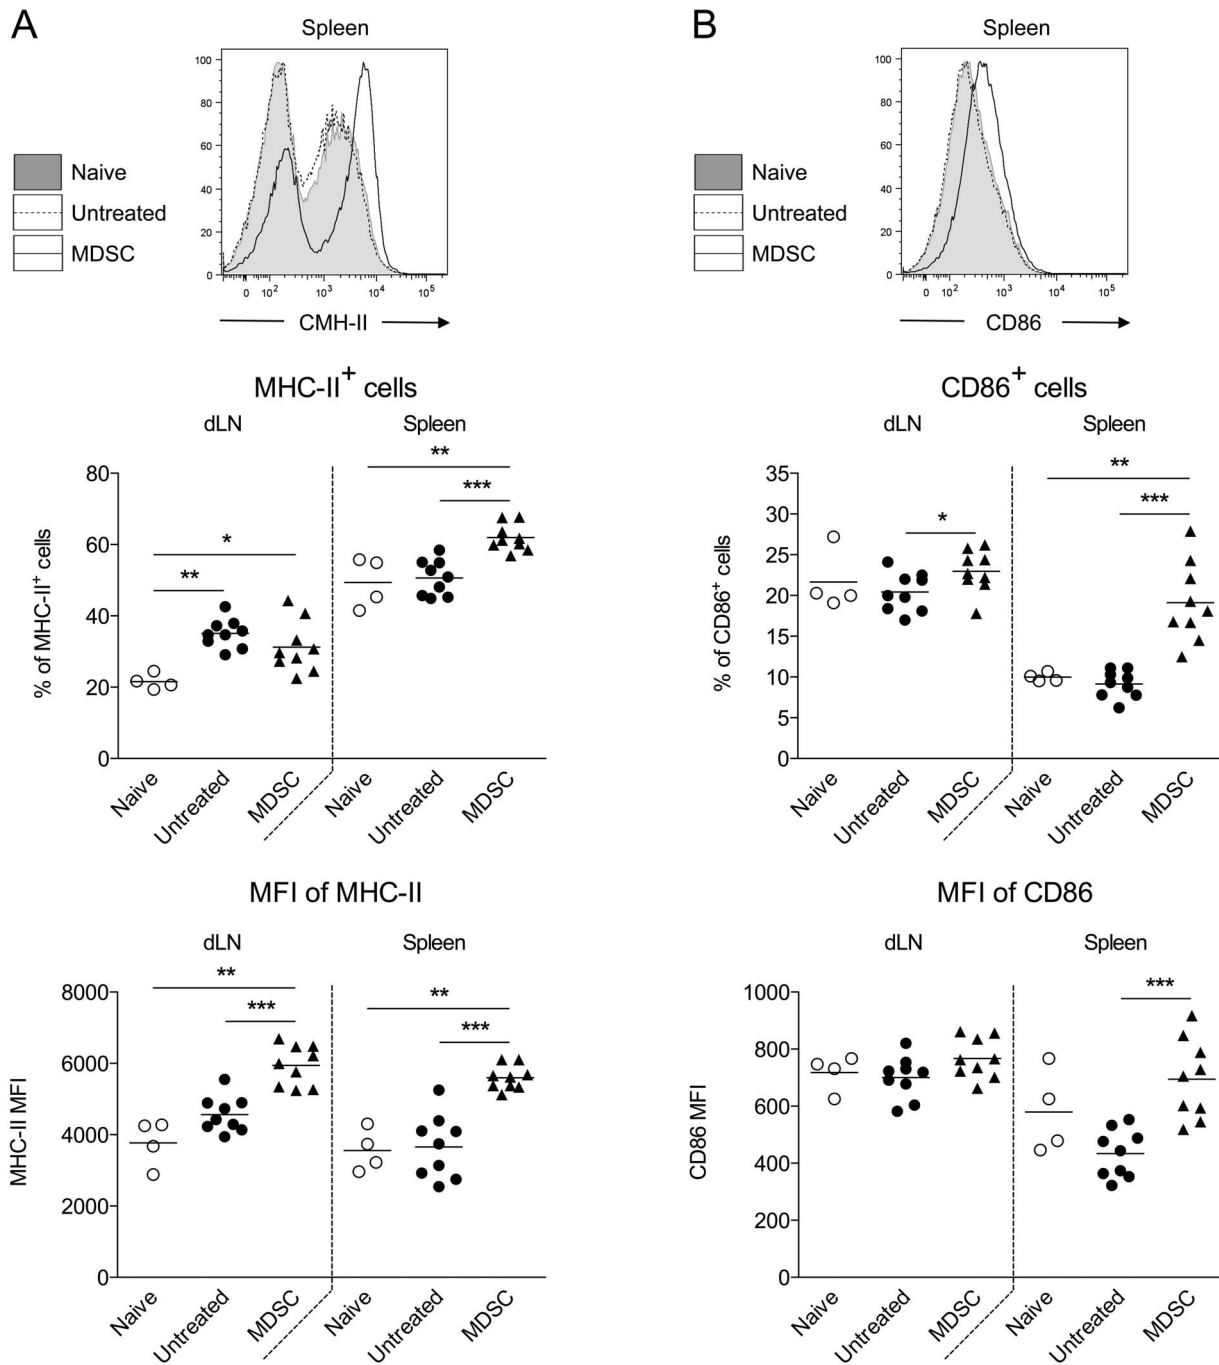 A
Spleen
100
80
60
40
20
0
0 10² 10³ 10⁴ 10⁵
CMH-II
Naive
Untreated
MDSC
MHC-II⁺ cells
dLN Spleen
% of MHC-II⁺ cells
80
60
40
20
0
*
**
**
***
Naive
Untreated
MDSC
Naive
Untreated
MDSC
MFI of MHC-II
dLN Spleen
MHC-II MFI
8000
6000
4000
2000
0
**
***
**
***
Naive
Untreated
MDSC
Naive
Untreated
MDSC
B
Spleen
100
80
60
40
20
0
0 10² 10³ 10⁴ 10⁵
CD86
Naive
Untreated
MDSC
CD86⁺ cells
dLN Spleen
% of CD86⁺ cells
35
30
25
20
15
10
5
0
*
**
***
Naive
Untreated
MDSC
Naive
Untreated
MDSC
MFI of CD86
dLN Spleen
CD86 MFI
1000
800
600
400
200
0
***
Naive
Untreated
MDSC
Naive
Untreated
MDSC